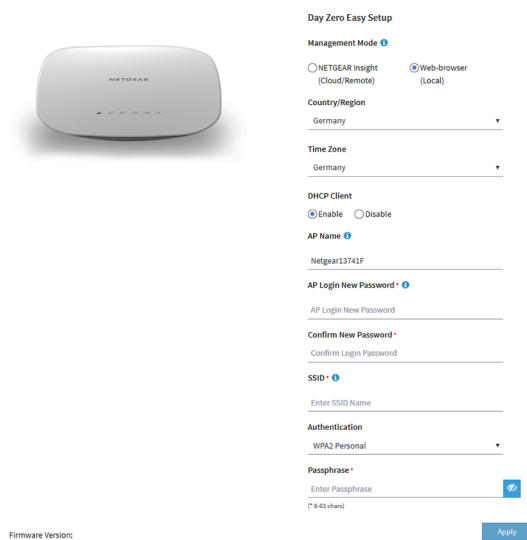 Day Zero Easy Setup
Management Mode
NETGEAR Insight
(Cloud/Remote)
Web-browser
(Local)
Country/Region
Germany
Time Zone
Germany
DHCP Client
Enable
Disable
AP Name
Netgear13741F
AP Login New Password *
AP Login New Password
Confirm New Password *
Confirm Login Password
SSID *
Enter SSID Name
Authentication
WPA2 Personal
Passphrase *
Enter Passphrase
(* 8-63 chars)
Apply
Firmware Version:
NETGEAR